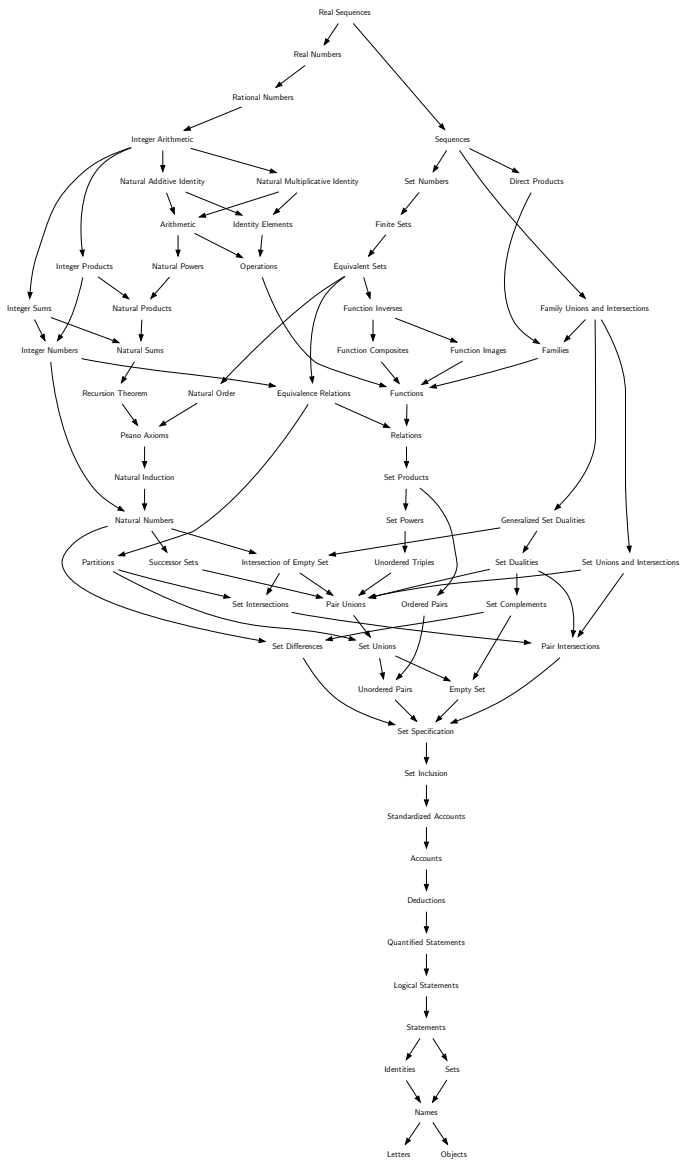 Real Sequences
Real Numbers
Rational Numbers
Integer Arithmetic
Sequences
Natural Additive Identity
Natural Multiplicative Identity
Set Numbers
Direct Products
Arithmetic
Identity Elements
Finite Sets
Integer Products
Natural Powers
Operations
Equivalent Sets
Integer Sums
Natural Products
Function Inverses
Family Unions and Intersections
Integer Numbers
Natural Sums
Function Composites
Function Images
Families
Recursion Theorem
Natural Order
Equivalence Relations
Functions
Peano Axioms
Relations
Natural Induction
Set Products
Natural Numbers
Set Powers
Generalized Set Dualities
Partitions
Successor Sets
Intersection of Empty Set
Unordered Triples
Set Dualities
Set Unions and Intersections
Set Intersections
Pair Unions
Ordered Pairs
Set Complements
Set Differences
Set Unions
Pair Intersections
Unordered Pairs
Empty Set
Set Specification
Set Inclusion
Standardized Accounts
Accounts
Deductions
Quantified Statements
Logical Statements
Statements
Identities
Sets
Names
Letters
Objects